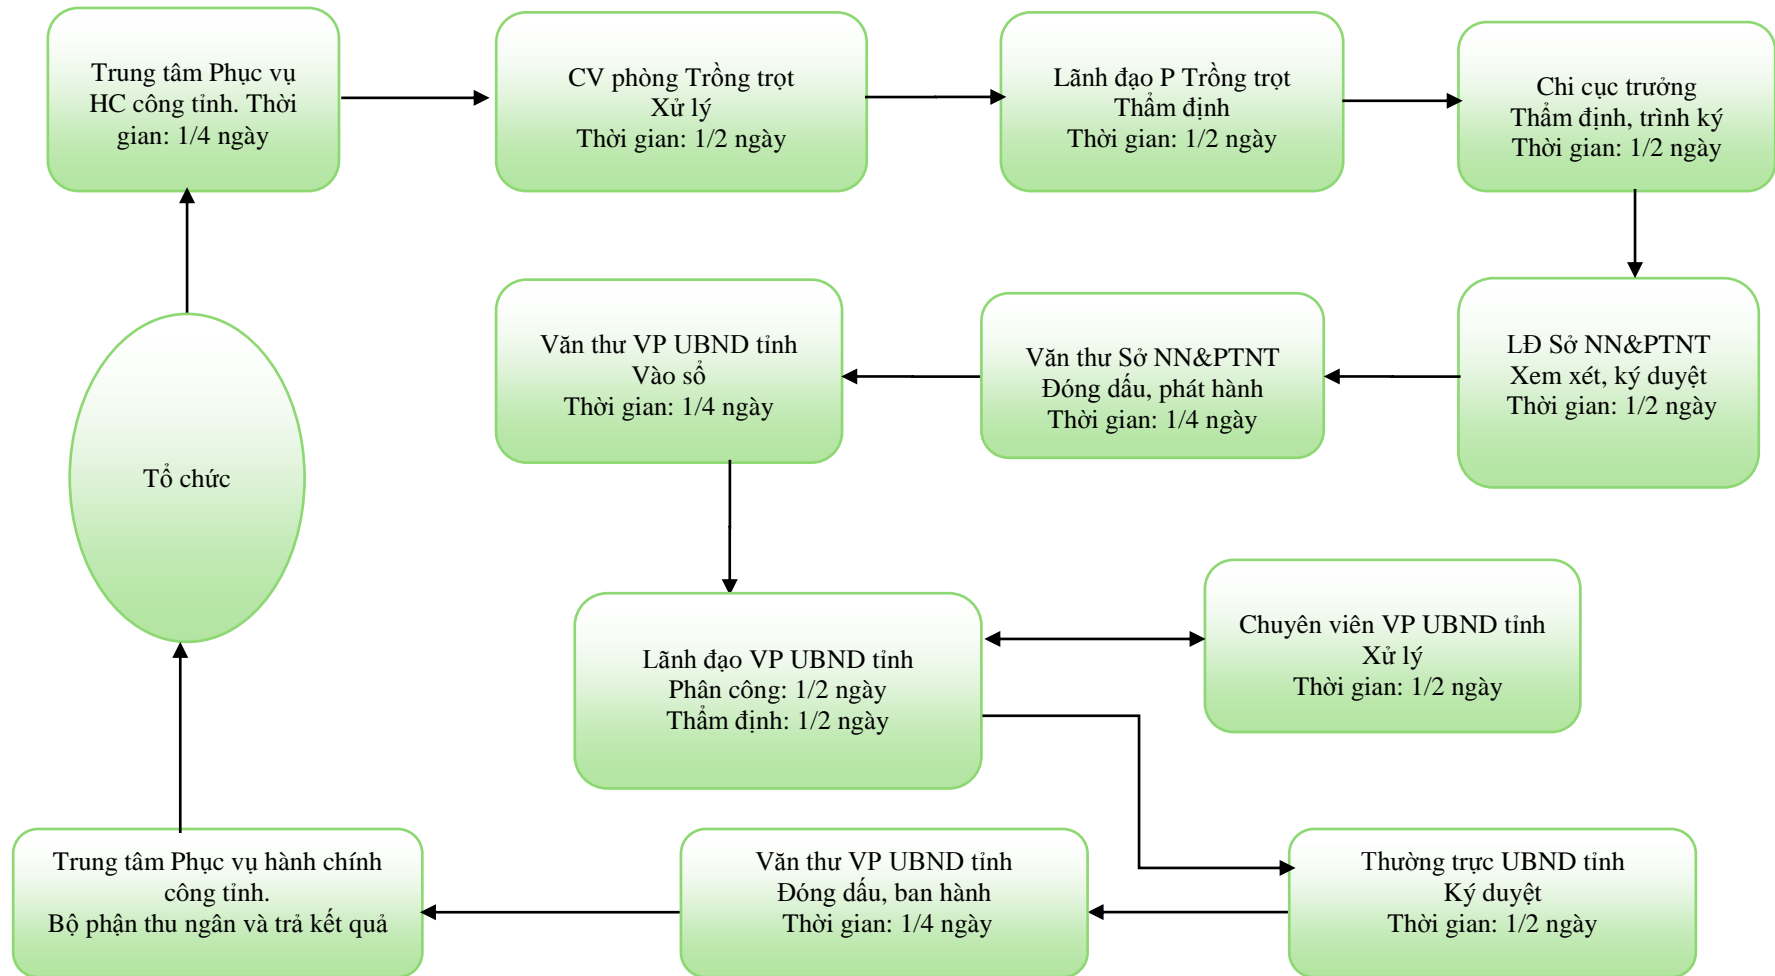 Trung tâm Phục vụ
HC công tỉnh. Thời
gian: 1/4 ngày
CV phòng Trồng trọt
Xử lý
Thời gian: 1/2 ngày
Lãnh đạo P Trồng trọt
Thẩm định
Thời gian: 1/2 ngày
Chi cục trưởng
Thẩm định, trình ký
Thời gian: 1/2 ngày
LĐ Sở NN&PTNT
Xem xét, ký duyệt
Thời gian: 1/2 ngày
Văn thư Sở NN&PTNT
Đóng dấu, phát hành
Thời gian: 1/4 ngày
Văn thư VP UBND tỉnh
Vào sổ
Thời gian: 1/4 ngày
Tổ chức
Lãnh đạo VP UBND tỉnh
Phân công: 1/2 ngày
Thẩm định: 1/2 ngày
Chuyên viên VP UBND tỉnh
Xử lý
Thời gian: 1/2 ngày
Thường trực UBND tỉnh
Ký duyệt
Thời gian: 1/2 ngày
Văn thư VP UBND tỉnh
Đóng dấu, ban hành
Thời gian: 1/4 ngày
Trung tâm Phục vụ hành chính
công tỉnh.
Bộ phận thu ngân và trả kết quả